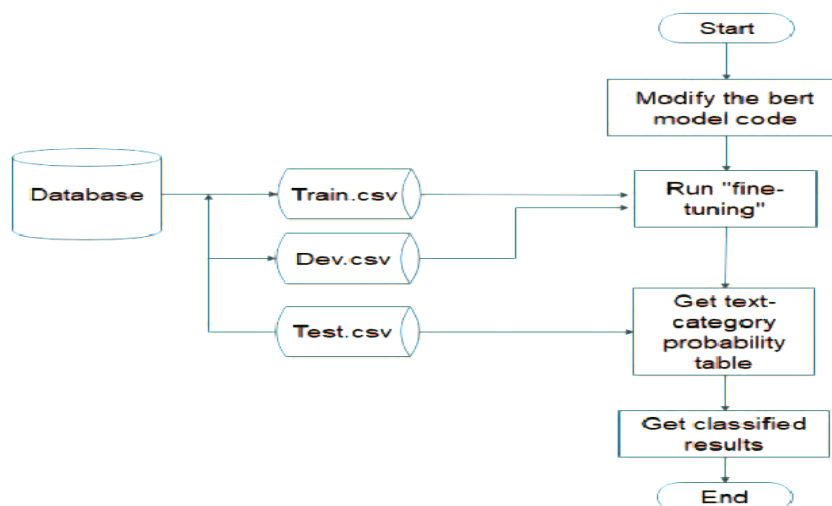 Start
Modify the bert
model code
Database
Train.csv
Run "fine-
tuning"
Dev.csv
Test.csv
Get text-
category
probability
table
Get classified
results
End